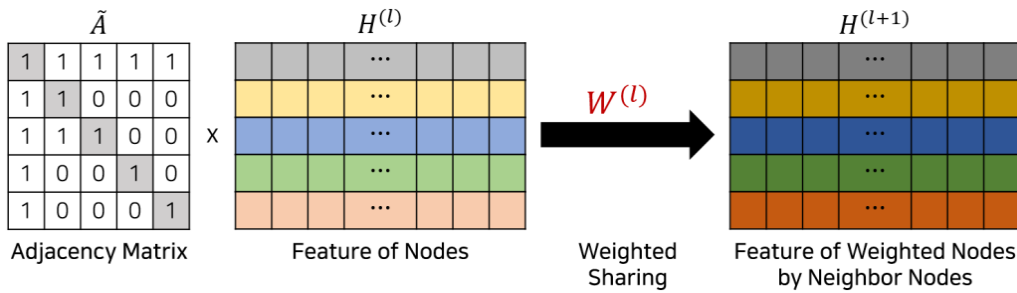 Ã H^{(l)} H^{(l+1)}
1 1 1 1 1 ...
1 1 0 0 0 ...
1 1 1 0 0 ...
1 0 0 1 0 ...
1 0 0 0 1 ...
x
W^{(l)}
...
...
...
...
...
Adjacency Matrix
Feature of Nodes
Weighted
Sharing
Feature of Weighted Nodes
by Neighbor Nodes